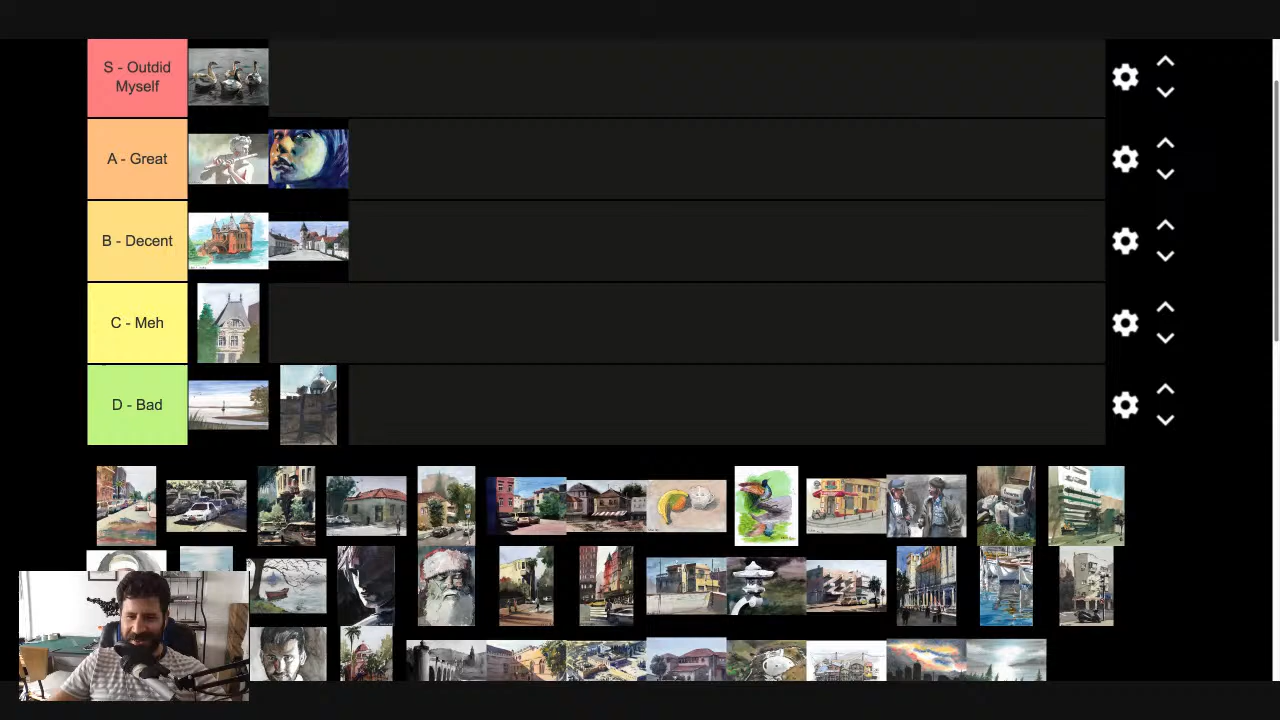 S - Outdid
Myself
A - Great
B - Decent
C - Meh
D - Bad